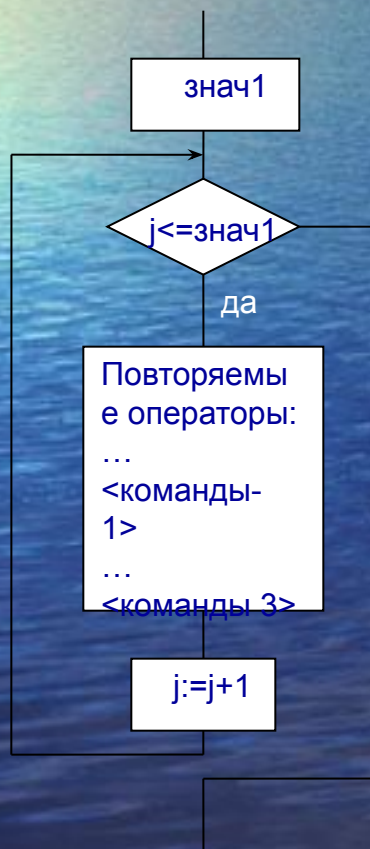 знач1
j<=знач1
да
Повторяемы
е операторы:
…
<команды-
1>
…
<команды 3>
j:=j+1